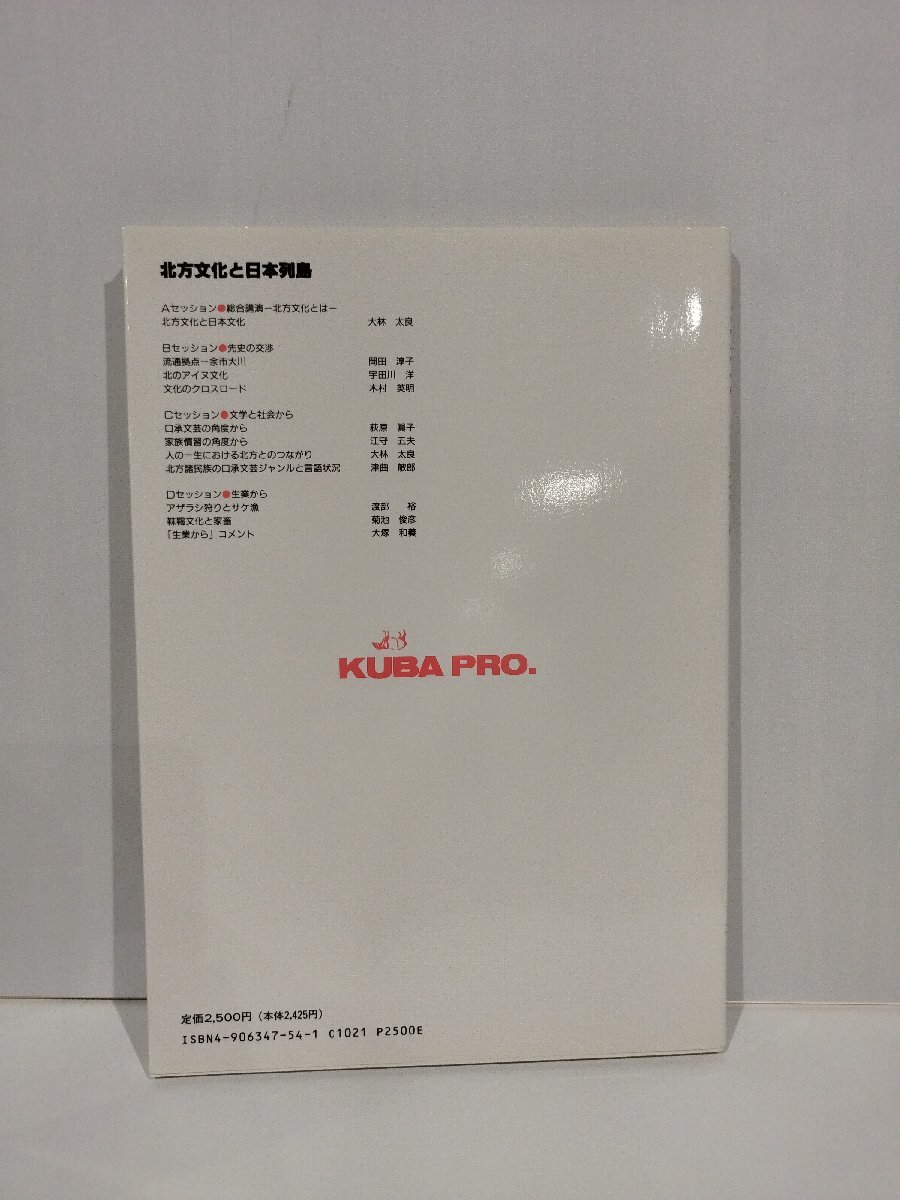 北方文化と日本列島
Aセッション●総合講演−北方文化とは−
北方文化と日本文化 大林 太良
Bセッション●先史の交渉
流通拠点−余市大川 岡田 淳子
北のアイヌ文化 宇田川 洋
文化のクロスロード 木村 英明
Cセッション●文学と社会から
口承文芸の角度から 荻原 眞子
家族慣習の角度から 江守 五夫
人の一生における北方とのつながり 大林 太良
北方諸民族の口承文芸ジャンルと言語状況 津曲 敏郎
Dセッション●生業から
アザラシ狩りとサケ漁 渡部 裕
靺鞨文化と家畜 菊池 俊彦
「生業から」コメント 大塚 和義
KUBA PRO.
定価2,500円（本体2,425円）
ISBN4-906347-54-1 C1021 P2500E